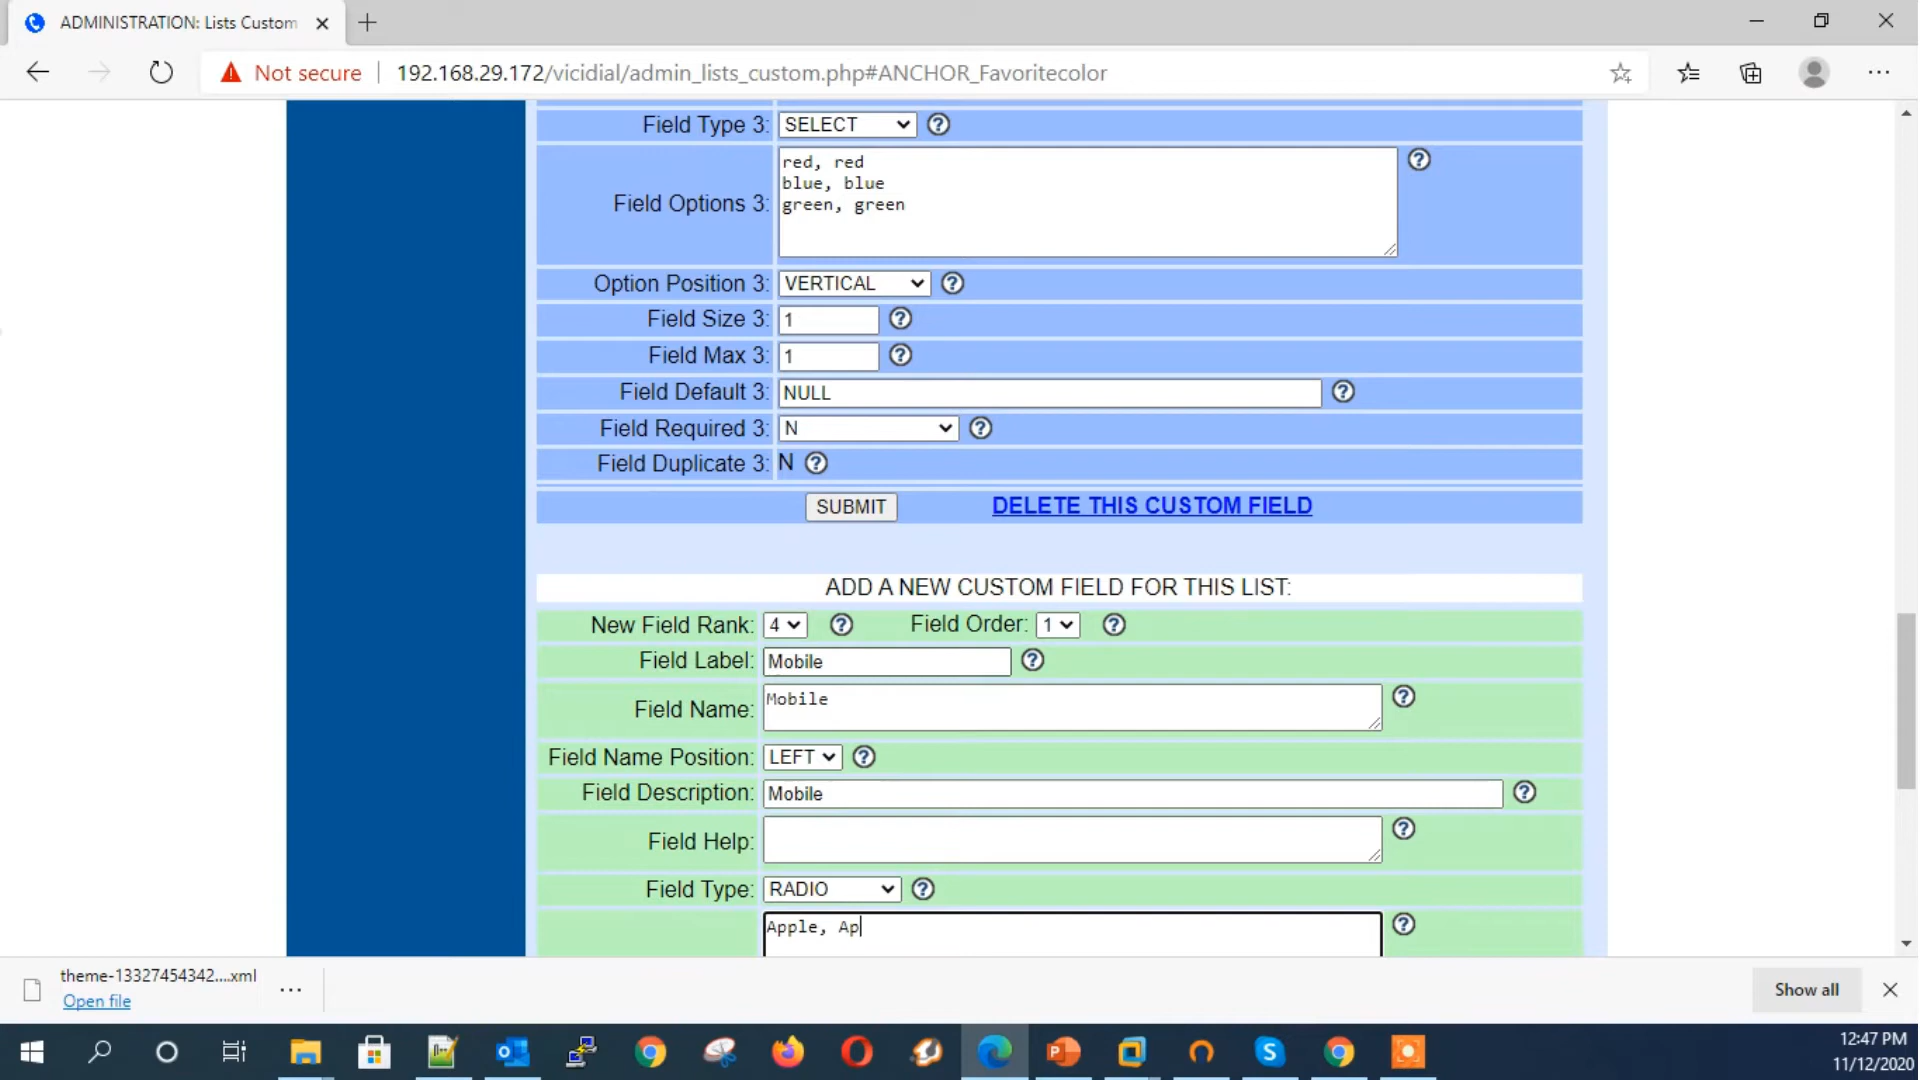 ADMINISTRATION: Lists Custom
Not secure 192.168.29.172/vicidial/admin_lists_custom.php#ANCHOR_Favoritecolor
Field Type 3: SELECT
Field Options 3:
red, red
blue, blue
green, green
Option Position 3: VERTICAL
Field Size 3: 1
Field Max 3: 1
Field Default 3: NULL
Field Required 3: N
Field Duplicate 3: N
SUBMIT DELETE THIS CUSTOM FIELD
ADD A NEW CUSTOM FIELD FOR THIS LIST:
New Field Rank: 4 Field Order: 1
Field Label: Mobile
Field Name: Mobile
Field Name Position: LEFT
Field Description: Mobile
Field Help:
Field Type: RADIO
Apple, Ap
theme-13327454342....xml
Open file
Show all
12:47 PM
11/12/2020